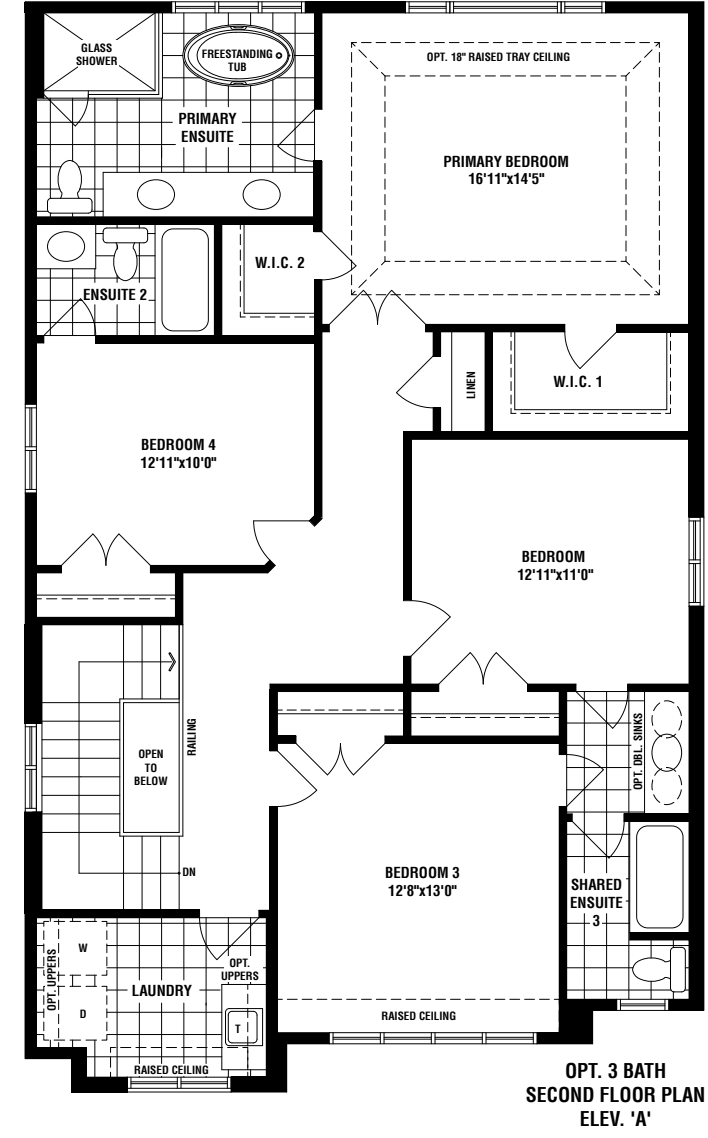 GLASS
SHOWER
FREESTANDING
TUB
OPT. 18" RAISED TRAY CEILING
PRIMARY
ENSUITE
PRIMARY BEDROOM
16'11"x14'5"
W.I.C. 2
ENSUITE 2
LINEN
W.I.C. 1
BEDROOM 4
12'11"x10'0"
BEDROOM
12'11"x11'0"
RAILING
OPEN
TO
BELOW
OPT. DBL. SINKS
DN
BEDROOM 3
12'8"x13'0"
SHARED
ENSUITE
3
OPT. UPPERS
W
D
LAUNDRY
OPT.
UPPERS
T
RAISED CEILING
RAISED CEILING
OPT. 3 BATH
SECOND FLOOR PLAN
ELEV. 'A'